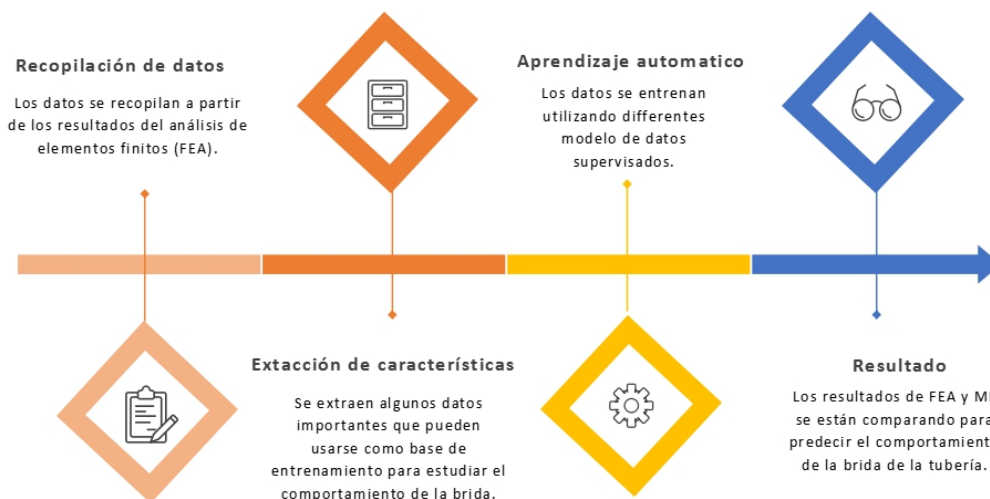 Recopilación de datos
Los datos se recopilan a partir
de los resultados del análisis de
elementos finitos (FEA).
Extacción de características
Se extraen algunos datos
importantes que pueden
usarse como base de
entrenamiento para estudiar el
comportamiento de la brida.
Aprendizaje automatico
Los datos se entrenan
utilizando differentes
modelo de datos
supervisados.
Resultado
Los resultados de FEA y
se están comparando para
predecir el comportamient
de la brida de la tubería.